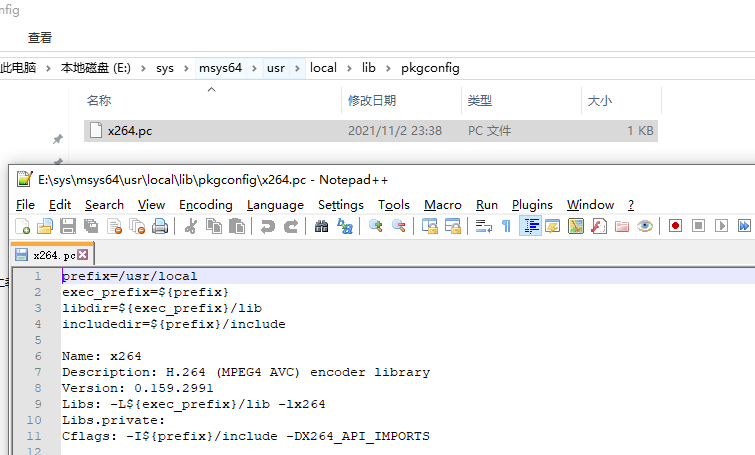 nfig
查看
此电脑 > 本地磁盘 (E:) > sys > msys64 > usr > local > lib > pkgconfig
名称 修改日期 类型 大小
x264.pc 2021/11/2 23:38 PC 文件 1 KB
E:\sys\msys64\usr\local\lib\pkgconfig\x264.pc - Notepad++
File Edit Search View Encoding Language Settings Tools Macro Run Plugins Window ?
x264.pc
1 prefix=/usr/local
2 exec_prefix=${prefix}
3 libdir=${exec_prefix}/lib
4 includedir=${prefix}/include
5
6 Name: x264
7 Description: H.264 (MPEG4 AVC) encoder library
8 Version: 0.159.2991
9 Libs: -L${exec_prefix}/lib -lx264
10 Libs.private:
11 Cflags: -I${prefix}/include -DX264_API_IMPORTS
12